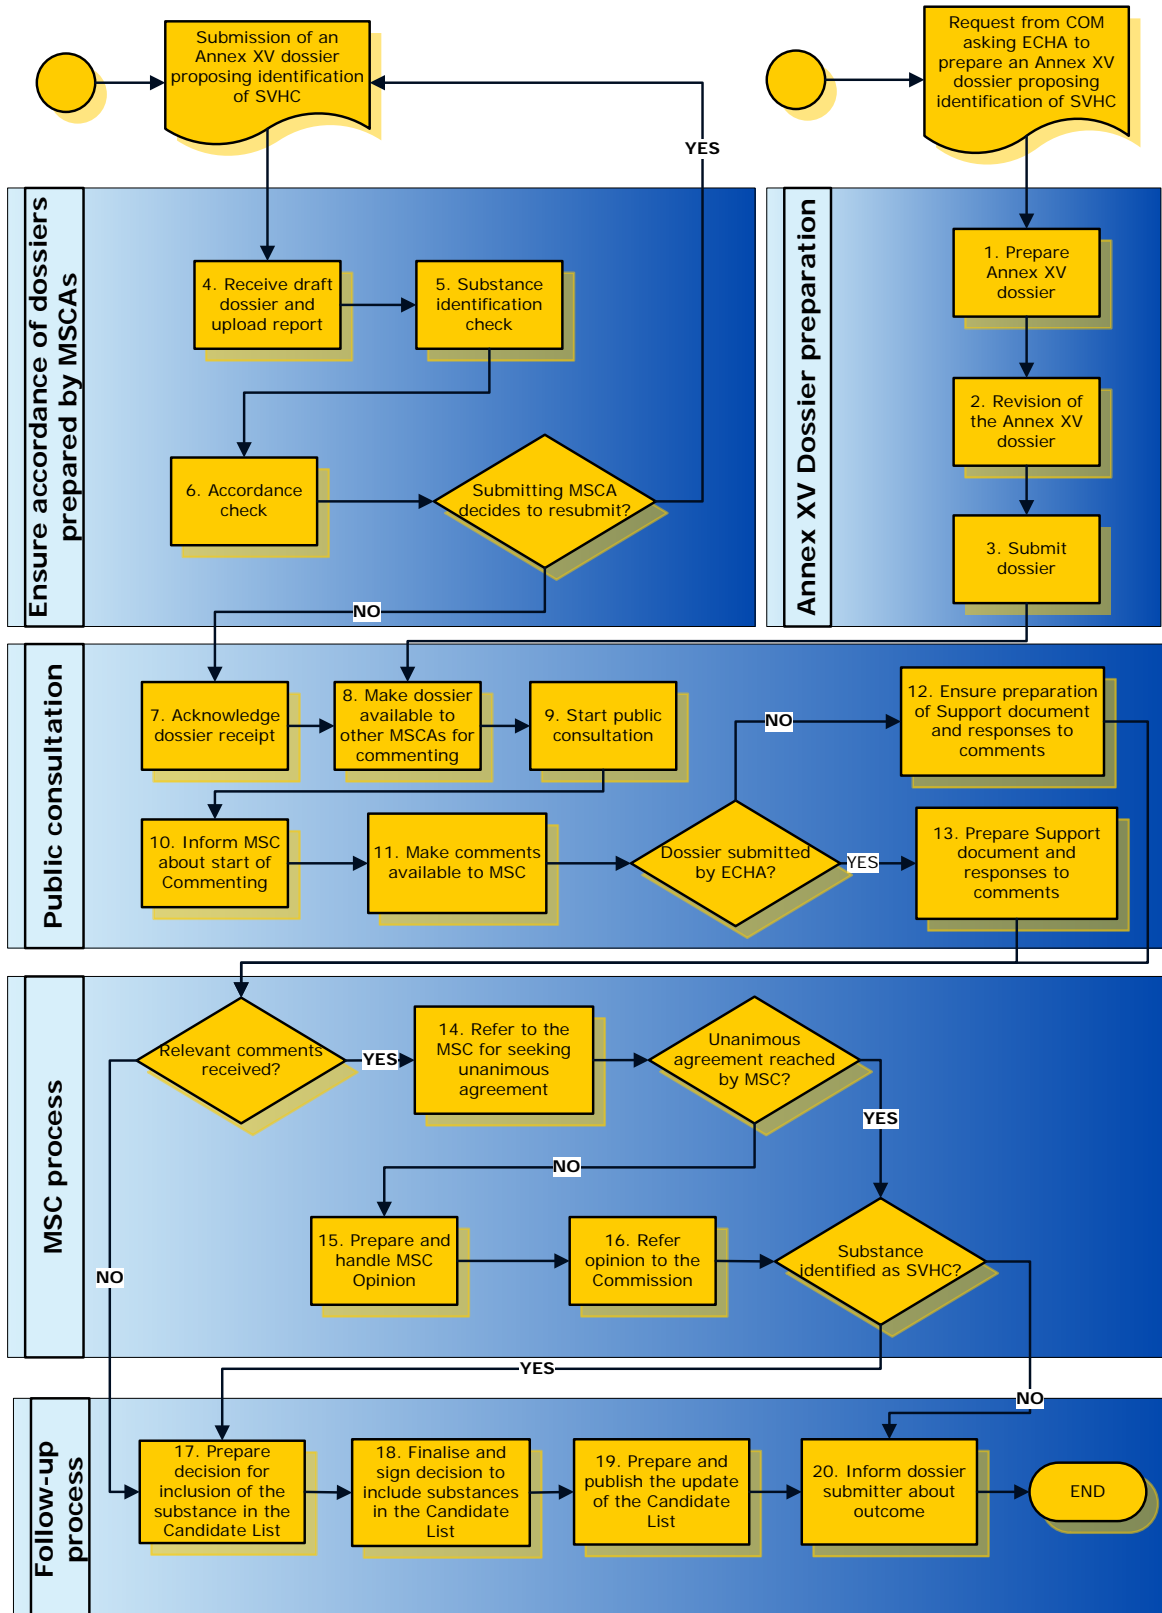 Submission of an
Annex XV dossier
proposing identification
of SVHC
Request from COM
asking ECHA to
prepare an Annex XV
dossier proposing
identification of SVHC
YES
Ensure accordance of dossiers
prepared by MSCAs
4. Receive draft
dossier and
upload report
5. Substance
identification
check
6. Accordance
check
Submitting MSCA
decides to resubmit?
NO
Annex XV Dossier preparation
1. Prepare
Annex XV
dossier
2. Revision of
the Annex XV
dossier
3. Submit
dossier
Public consultation
7. Acknowledge
dossier receipt
8. Make dossier
available to
other MSCAs for
commenting
9. Start public
consultation
NO
12. Ensure preparation
of Support document
and responses to
comments
10. Inform MSC
about start of
Commenting
11. Make comments
available to MSC
Dossier submitted
by ECHA?
YES
13. Prepare Support
document and
responses to
comments
MSC process
Relevant comments
received?
YES
14. Refer to the
MSC for seeking
unanimous
agreement
Unanimous
agreement reached
by MSC?
YES
NO
15. Prepare and
handle MSC
Opinion
16. Refer
opinion to the
Commission
Substance
identified as SVHC?
NO
YES
NO
Follow-up
process
17. Prepare
decision for
inclusion of the
substance in the
Candidate List
18. Finalise and
sign decision to
include substances
in the Candidate
List
19. Prepare and
publish the update
of the Candidate
List
20. Inform dossier
submitter about
outcome
END